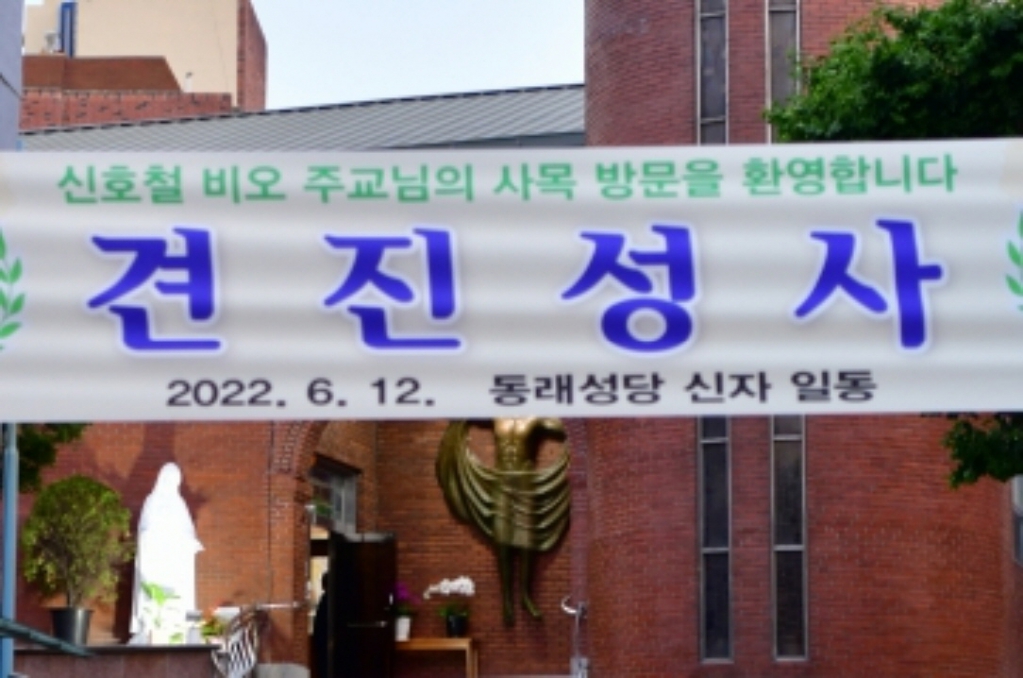 신호철 비오 주교님의 사목 방문을 환영합니다
견진성사
2022. 6. 12. 동래성당 신자 일동